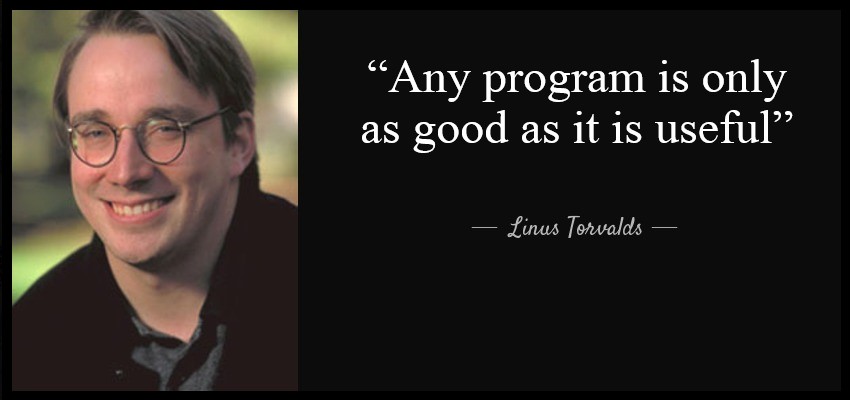 “Any program is only
as good as it is useful”
— Linus Torvalds —